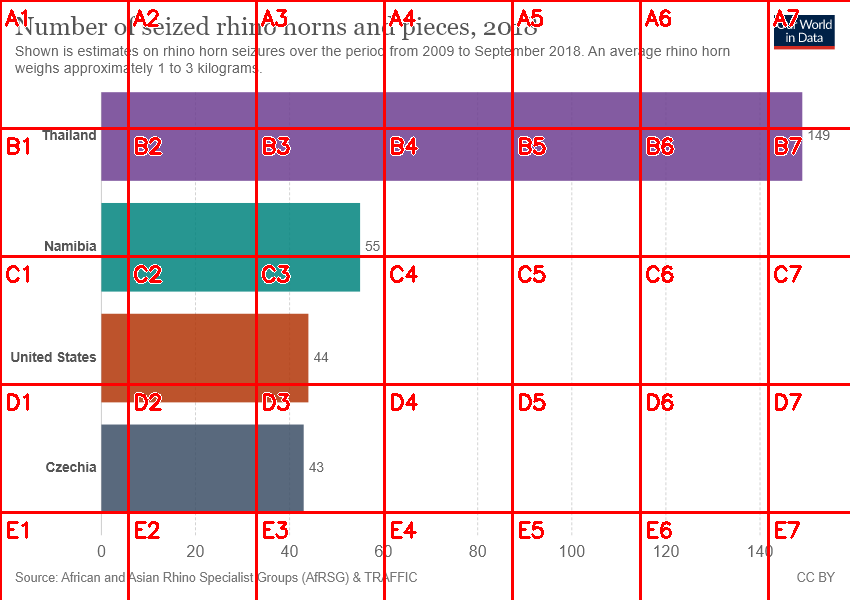 Number of seized rhino horns and pieces, 2018
Our World
in Data
Shown is estimates on rhino horn seizures over the period from 2009 to September 2018. An average rhino horn
weighs approximately 1 to 3 kilograms.
A1 A2 A3 A4 A5 A6 A7
Thailand 149
B1 B2 B3 B4 B5 B6 B7
Namibia 55
C1 C2 C3 C4 C5 C6 C7
United States 44
D1 D2 D3 D4 D5 D6 D7
Czechia 43
E1 E2 E3 E4 E5 E6 E7
0 20 40 60 80 100 120 140
Source: African and Asian Rhino Specialist Groups (AfRSG) & TRAFFIC CC BY